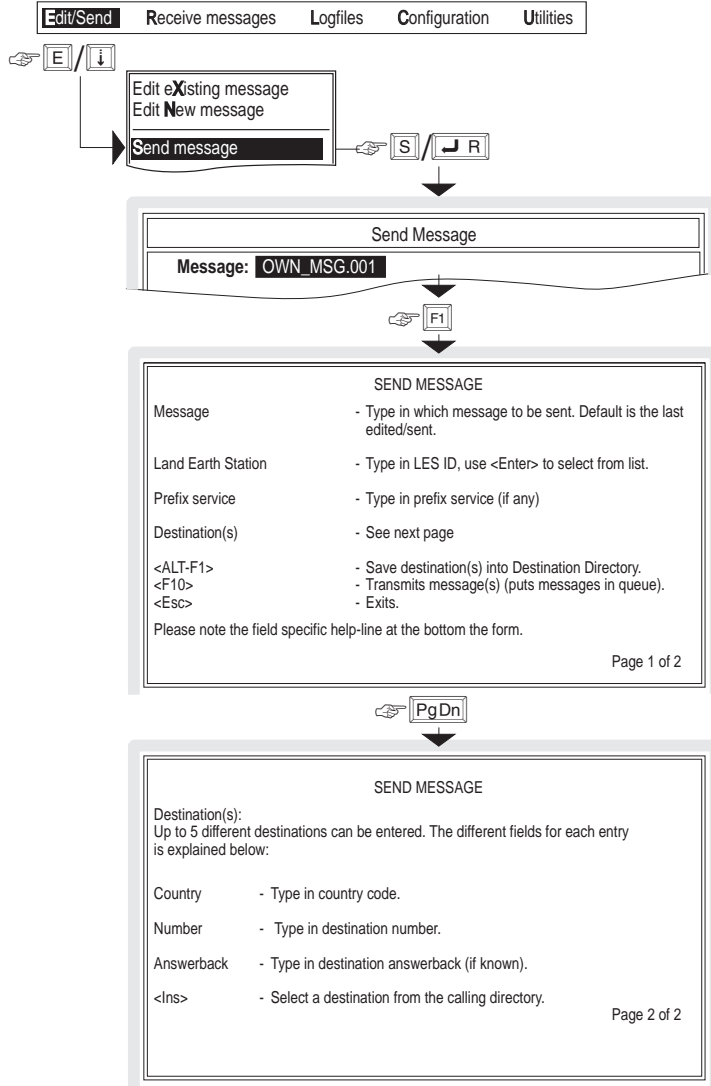 Edit/Send Receive messages Logfiles Configuration Utilities
E / ↓
Edit eXisting message
Edit New message
Send message
S / ↵ R
Send Message
Message: OWN_MSG.001
F1
SEND MESSAGE
Message - Type in which message to be sent. Default is the last
edited/sent.
Land Earth Station - Type in LES ID, use <Enter> to select from list.
Prefix service - Type in prefix service (if any)
Destination(s) - See next page
<ALT-F1> - Save destination(s) into Destination Directory.
<F10> - Transmits message(s) (puts messages in queue).
<Esc> - Exits.
Please note the field specific help-line at the bottom the form.
Page 1 of 2
PgDn
SEND MESSAGE
Destination(s):
Up to 5 different destinations can be entered. The different fields for each entry
is explained below:
Country - Type in country code.
Number - Type in destination number.
Answerback - Type in destination answerback (if known).
<Ins> - Select a destination from the calling directory.
Page 2 of 2